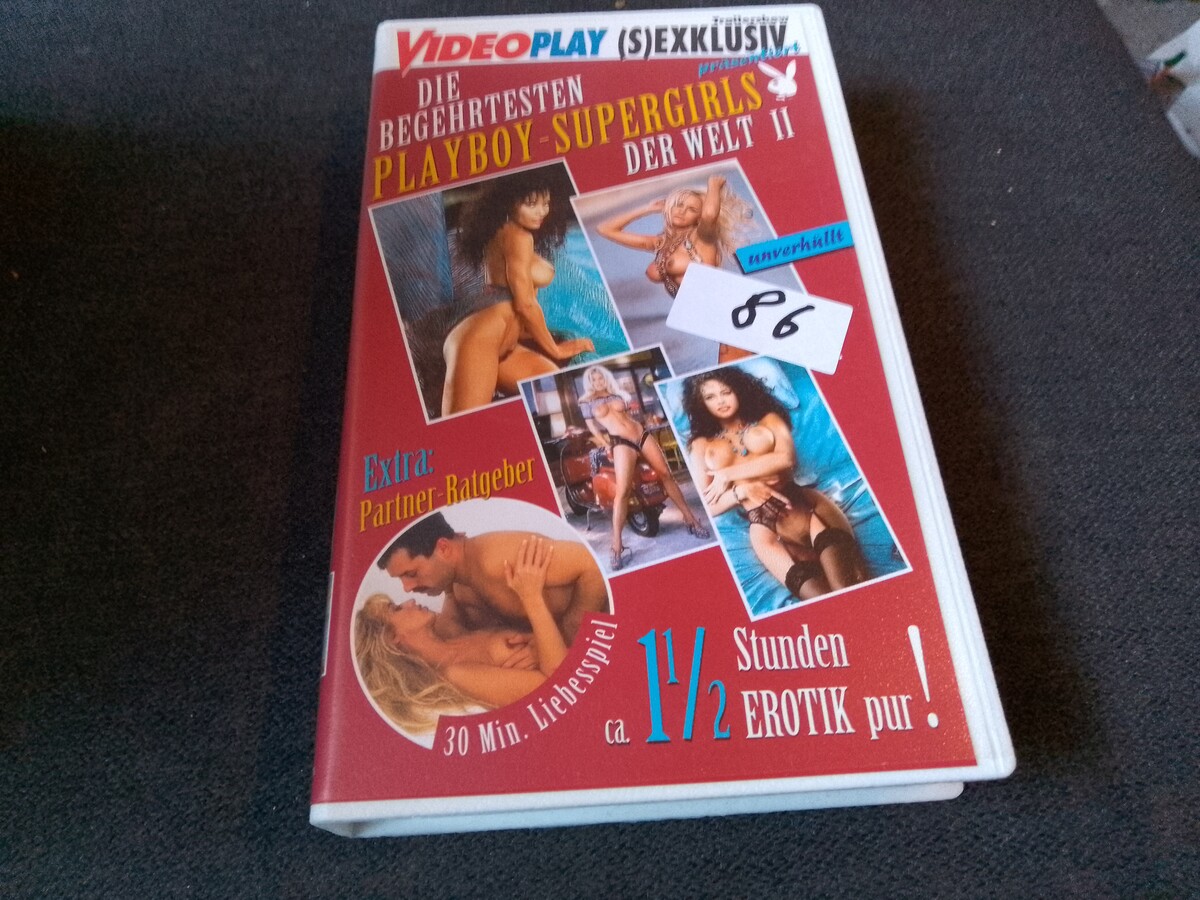 Trailershow
VIDEOPLAY (S)EXKLUSIV
präsentiert
DIE
BEGEHRTESTEN
PLAYBOY-SUPERGIRLS
DER WELT II
unverhüllt
86
Extra:
Partner-Ratgeber
30 Min. Liebesspiel
ca. 1 1/2 Stunden
EROTIK pur!